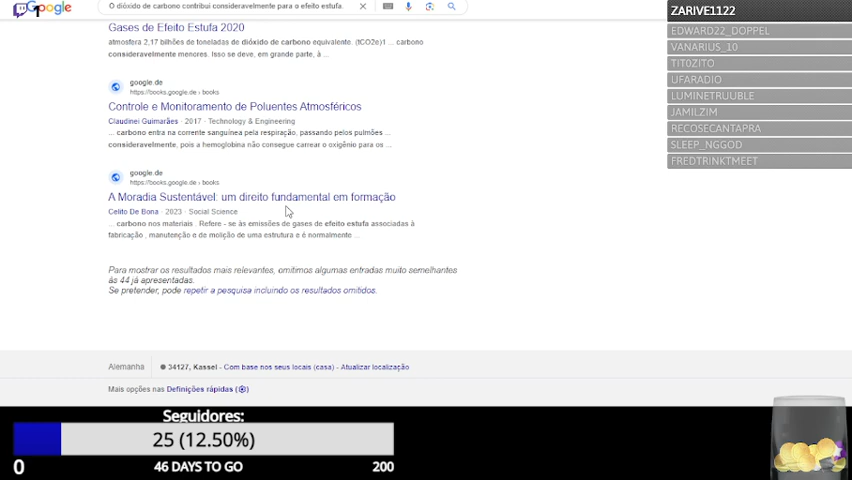 Google
O dióxido de carbono contribui consideravelmente para o efeito estufa.
Gases de Efeito Estufa 2020
atmosfera 2,17 bilhões de toneladas de dióxido de carbono equivalente. (tCO2e)1 ... carbono
consideravelmente menores. Isso se deve, em grande parte, à ...
google.de
https://books.google.de › books
Controle e Monitoramento de Poluentes Atmosféricos
Claudinei Guimarães · 2017 · Technology & Engineering
... carbono entra na corrente sanguínea pela respiração, passando pelos pulmões ...
consideravelmente, pois a hemoglobina não consegue carrear o oxigênio para os ...
google.de
https://books.google.de › books
A Moradia Sustentável: um direito fundamental em formação
Celito De Bona · 2023 · Social Science
... carbono nos materiais . Refere - se às emissões de gases de efeito estufa associadas à
fabricação , manutenção e de molição de uma estrutura e é normalmente ...
Para mostrar os resultados mais relevantes, omitimos algumas entradas muito semelhantes
às 44 já apresentadas.
Se pretender, pode repetir a pesquisa incluindo os resultados omitidos.
Alemanha
34127, Kassel - Com base nos seus locais (casa) - Atualizar localização
Mais opções nas Definições rápidas
ZARIVE1122
EDWARD22_DOPPEL
VANARIUS_10
TIT0ZITO
UFARADIO
LUMINETRUUBLE
JAMILZIM
RECOSECANTAPRA
SLEEP_NGGOD
FREDTRINKTMEET
Seguidores:
25 (12.50%)
0
46 DAYS TO GO
200